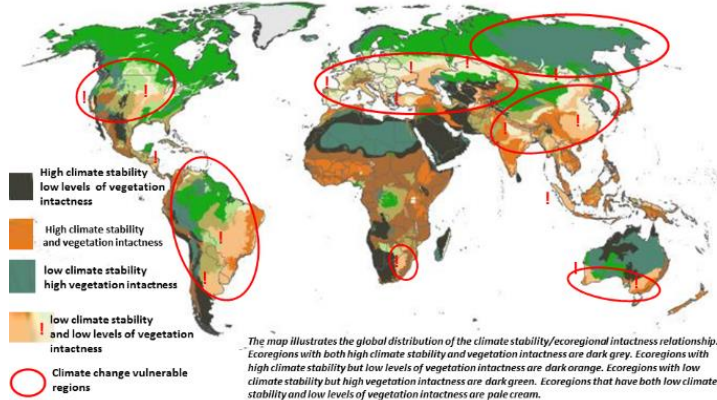 High climate stability
low levels of vegetation
intactness
High climate stability
and vegetation intactness
low climate stability
high vegetation intactness
! low climate stability
and low levels of vegetation
intactness
Climate change vulnerable
regions
The map illustrates the global distribution of the climate stability/ecoregional intactness relationship.
Ecoregions with both high climate stability and vegetation intactness are dark grey. Ecoregions with
high climate stability but low levels of vegetation intactness are dark orange. Ecoregions with low
climate stability but high vegetation intactness are dark green. Ecoregions that have both low climate
stability and low levels of vegetation intactness are pale cream.